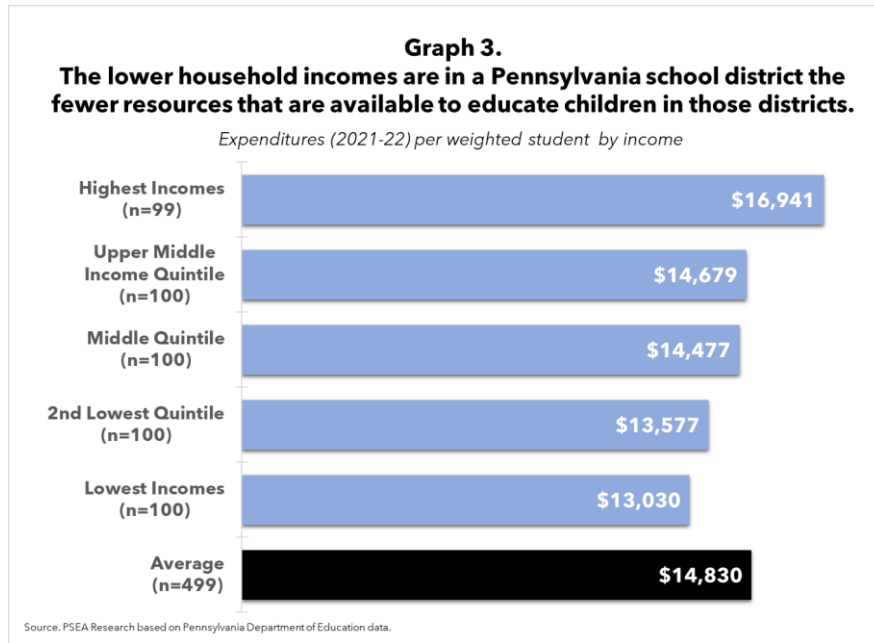 Graph 3.
The lower household incomes are in a Pennsylvania school district the
fewer resources that are available to educate children in those districts.
Expenditures (2021-22) per weighted student by income
Highest Incomes
(n=99)
$16,941
Upper Middle
Income Quintile
(n=100)
$14,679
Middle Quintile
(n=100)
$14,477
2nd Lowest Quintile
(n=100)
$13,577
Lowest Incomes
(n=100)
$13,030
Average
(n=499)
$14,830
Source. PSEA Research based on Pennsylvania Department of Education data.